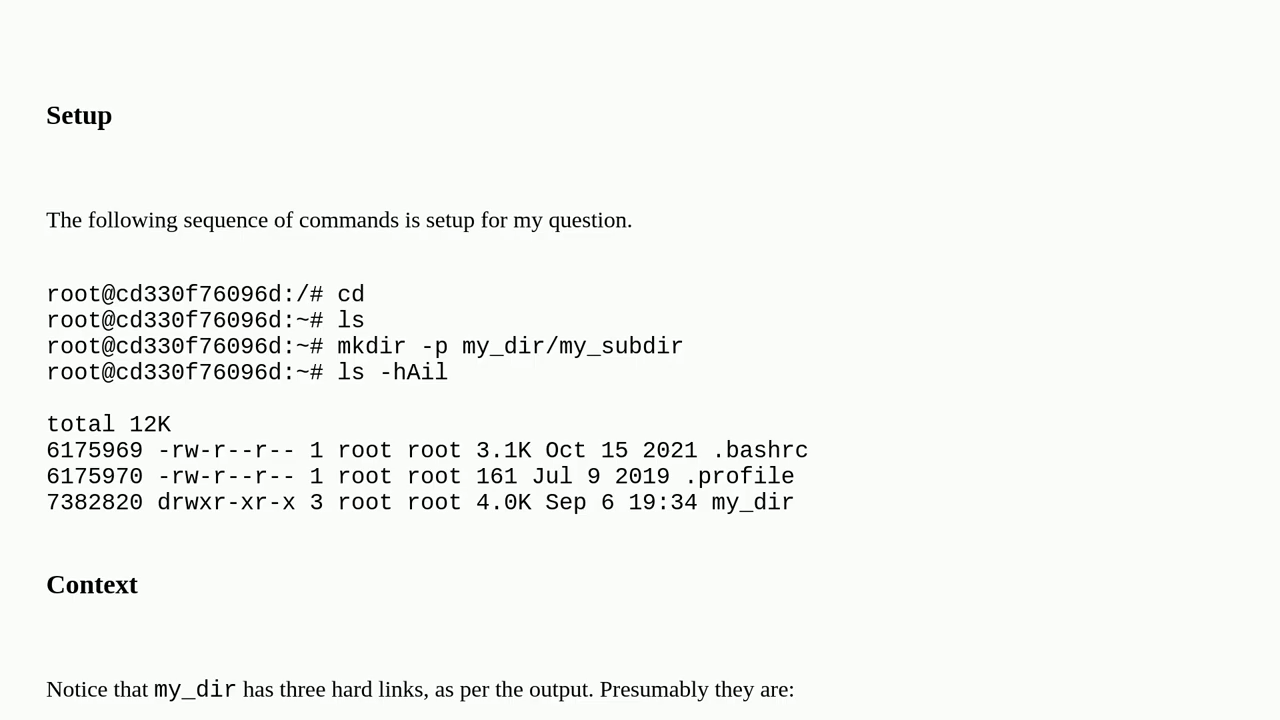 Setup
The following sequence of commands is setup for my question.
root@cd330f76096d:/# cd
root@cd330f76096d:~# ls
root@cd330f76096d:~# mkdir -p my_dir/my_subdir
root@cd330f76096d:~# ls -hAil
total 12K
6175969 -rw-r--r-- 1 root root 3.1K Oct 15 2021 .bashrc
6175970 -rw-r--r-- 1 root root 161 Jul 9 2019 .profile
7382820 drwxr-xr-x 3 root root 4.0K Sep 6 19:34 my_dir
Context
Notice that my_dir has three hard links, as per the output. Presumably they are: